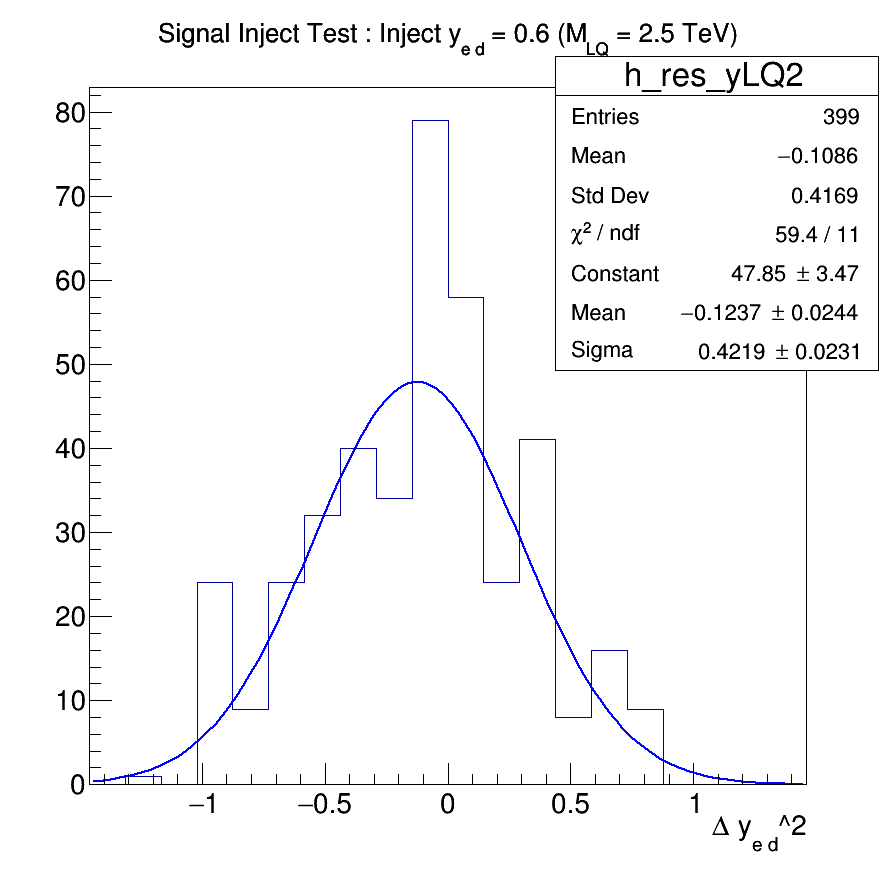 Signal Inject Test : Inject y_{e d} = 0.6 (M_{LQ} = 2.5 TeV)
h_res_yLQ2
Entries 399
Mean −0.1086
Std Dev 0.4169
χ² / ndf 59.4 / 11
Constant 47.85 ± 3.47
Mean −0.1237 ± 0.0244
Sigma 0.4219 ± 0.0231
80
70
60
50
40
30
20
10
0
−1 −0.5 0 0.5 1
Δ y_{e d}^2